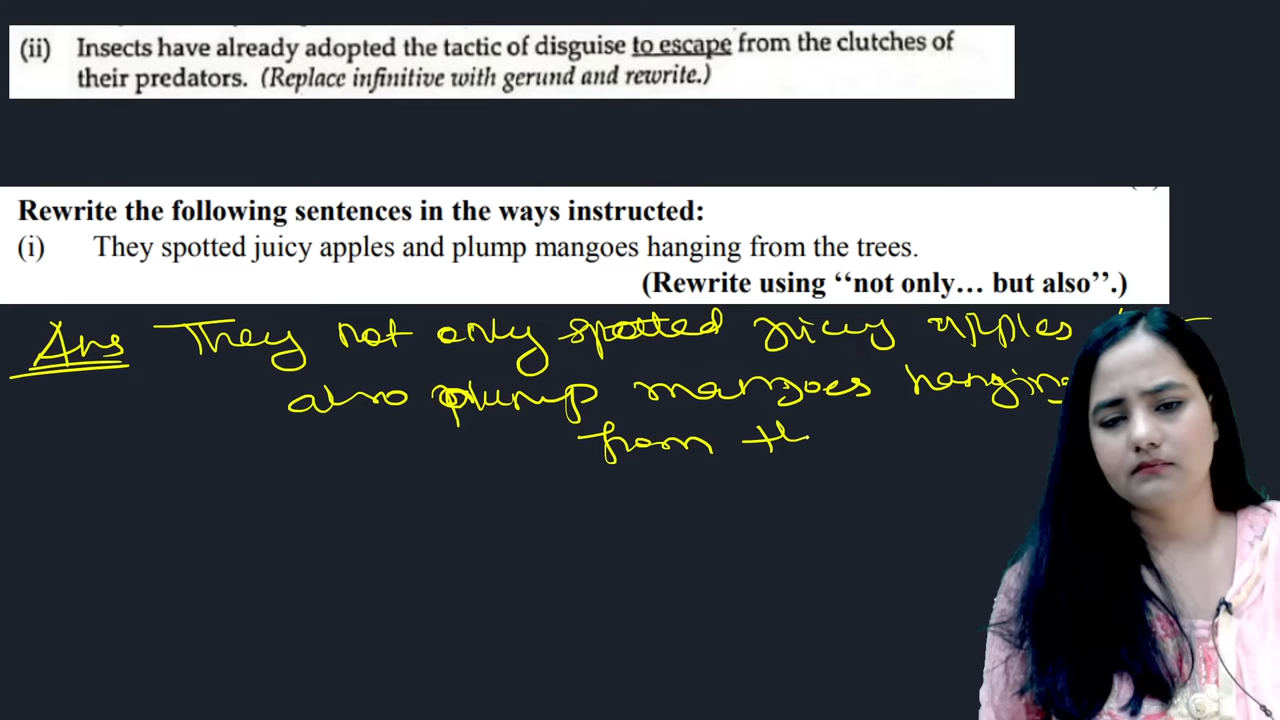 (ii) Insects have already adopted the tactic of disguise to escape from the clutches of
their predators. (Replace infinitive with gerund and rewrite.)
Rewrite the following sentences in the ways instructed:
(i) They spotted juicy apples and plump mangoes hanging from the trees.
(Rewrite using ‘‘not only… but also’’.)
Ans They not only spotted juicy apples
also plump mangoes hanging
from th